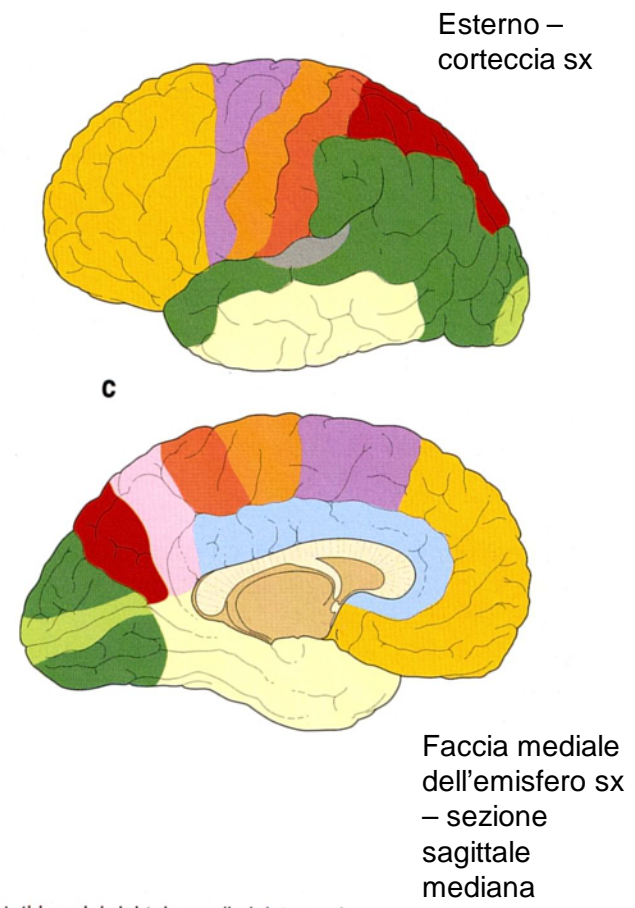 Esterno –
corteccia sx
c
Faccia mediale
dell'emisfero sx
– sezione
sagittale
mediana